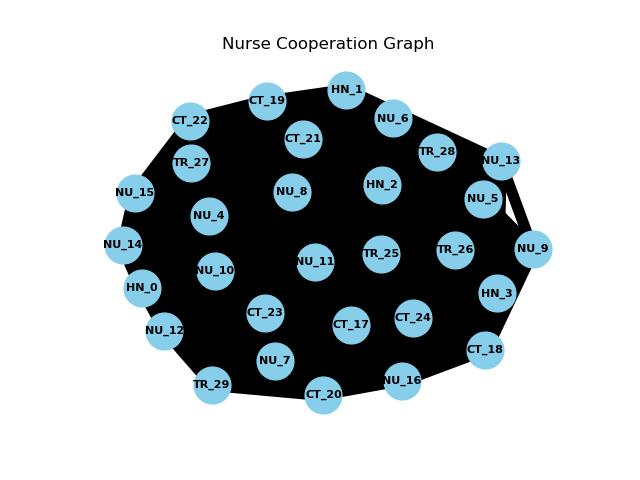 Nurse Cooperation Graph
HN_1
CT_19
NU_6
CT_22
CT_21
TR_28
NU_13
TR_27
HN_2
NU_8
NU_15
NU_5
NU_4
NU_14
NU_9
TR_26
TR_25
NU_11
NU_10
HN_0
HN_3
CT_23
CT_24
CT_17
NU_12
CT_18
NU_7
NU_16
TR_29
CT_20